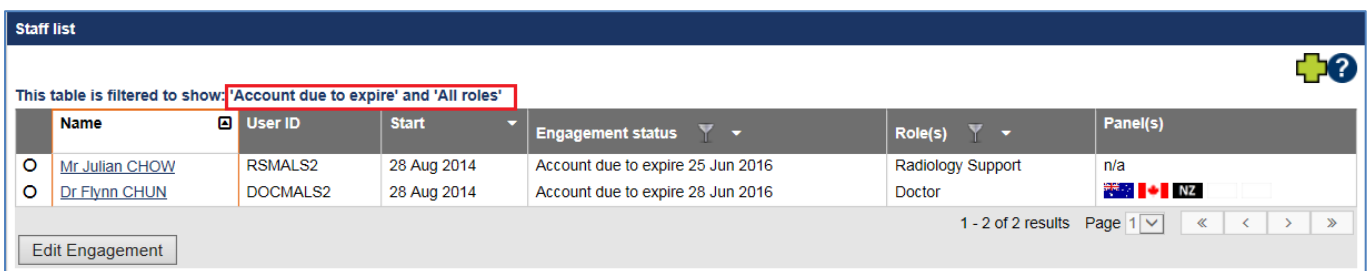 Staff list
?
This table is filtered to show: 'Account due to expire' and 'All roles'
Name User ID Start Engagement status Role(s) Panel(s)
Mr Julian CHOW RSMALS2 28 Aug 2014 Account due to expire 25 Jun 2016 Radiology Support n/a
Dr Flynn CHUN DOCMALS2 28 Aug 2014 Account due to expire 28 Jun 2016 Doctor NZ
1 - 2 of 2 results Page 1 « < > »
Edit Engagement